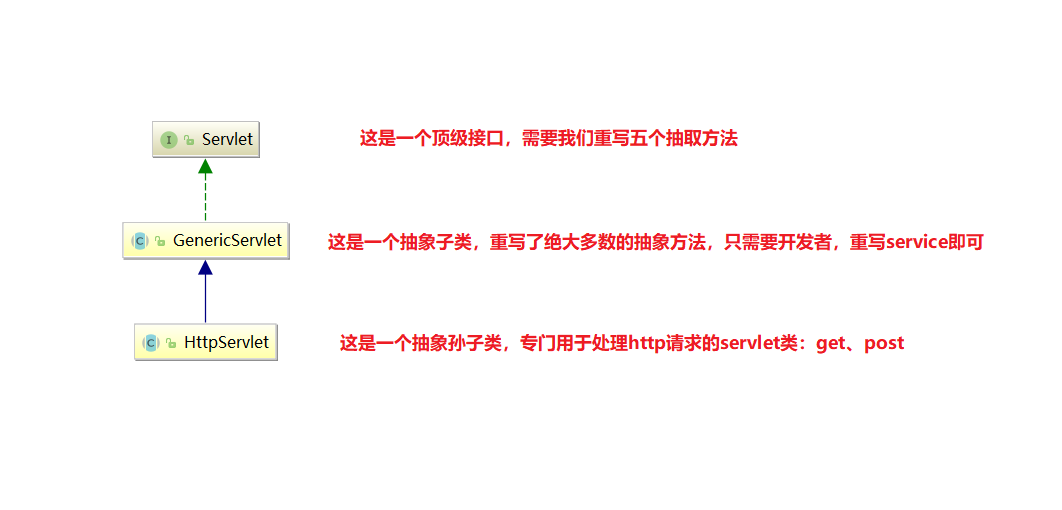 I Servlet 这是一个顶级接口，需要我们重写五个抽取方法
C GenericServlet 这是一个抽象子类，重写了绝大多数的抽象方法，只需要开发者，重写service即可
C HttpServlet 这是一个抽象孙子类，专门用于处理http请求的servlet类：get、post